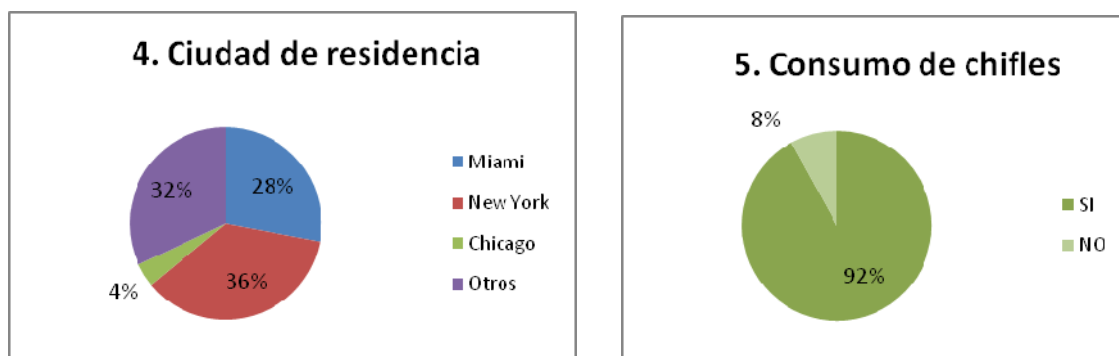 4. Ciudad de residencia
32%
28%
4%
36%
Miami
New York
Chicago
Otros
5. Consumo de chifles
8%
92%
SI
NO